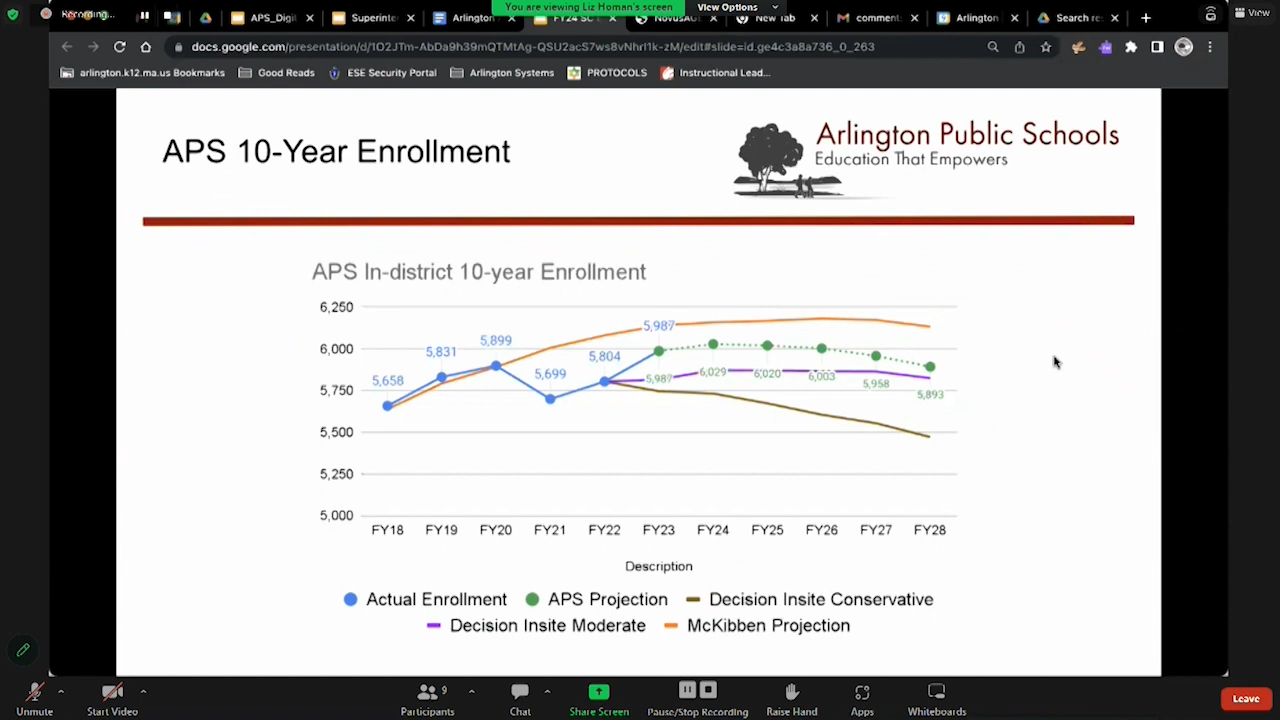 Recording...
You are viewing Liz Homan's screen
View Options
View
APS_Digi
Superinte
Arlington
FY24 SC
NovusAG
New Tab
comment
Arlington
Search re
docs.google.com/presentation/d/1O2JTm-AbDa9h39mQTMtAg-QSU2acS7ws8vNhrl1k-zM/edit#slide=id.ge4c3a8a736_0_263
arlington.k12.ma.us Bookmarks
Good Reads
ESE Security Portal
Arlington Systems
PROTOCOLS
Instructional Lead...
APS 10-Year Enrollment
Arlington Public Schools
Education That Empowers
APS In-district 10-year Enrollment
6,250
6,000
5,750
5,500
5,250
5,000
5,658
5,831
5,899
5,699
5,804
5,987
5,987
6,029
6,020
6,003
5,958
5,893
FY18 FY19 FY20 FY21 FY22 FY23 FY24 FY25 FY26 FY27 FY28
Description
Actual Enrollment APS Projection Decision Insite Conservative
Decision Insite Moderate McKibben Projection
Unmute
Start Video
Participants
9
Chat
Share Screen
Pause/Stop Recording
Raise Hand
Apps
Whiteboards
Leave